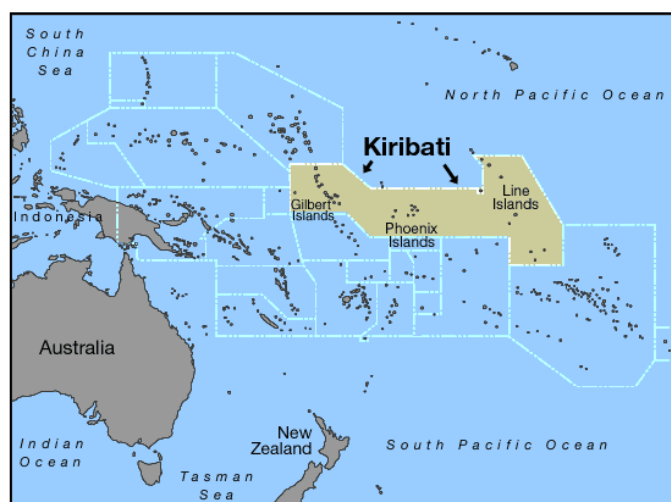 South
China
Sea
North Pacific Ocean
Kiribati
Line
Islands
Gilbert
Islands
Indonesia
Phoenix
Islands
Australia
New
Zealand
South Pacific Ocean
Indian
Ocean
Tasman
Sea